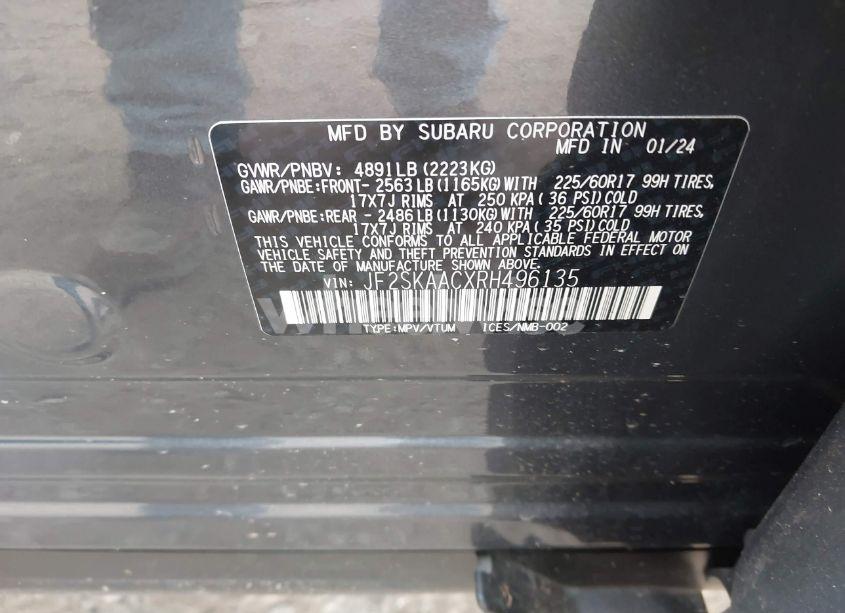 MFD BY SUBARU CORPORATION
MFD IN 01/24
GVWR/PNBV: 4891LB (2223KG)
GAWR/PNBE:FRONT- 2563 LB (1165KG) WITH 225/60R17 99H TIRES,
17X7J RIMS AT 250 KPA ( 36 PSI) COLD
GAWR/PNBE:REAR - 2486 LB (1130KG) WITH 225/60R17 99H TIRES,
17X7J RIMS AT 240 KPA ( 35 PSI) COLD
THIS VEHICLE CONFORMS TO ALL APPLICABLE FEDERAL MOTOR
VEHICLE SAFETY AND THEFT PREVENTION STANDARDS IN EFFECT ON
THE DATE OF MANUFACTURE SHOWN ABOVE.
VIN: JF2SKAACXRH496135
TYPE:MPV/VTUM ICES/NMB-002